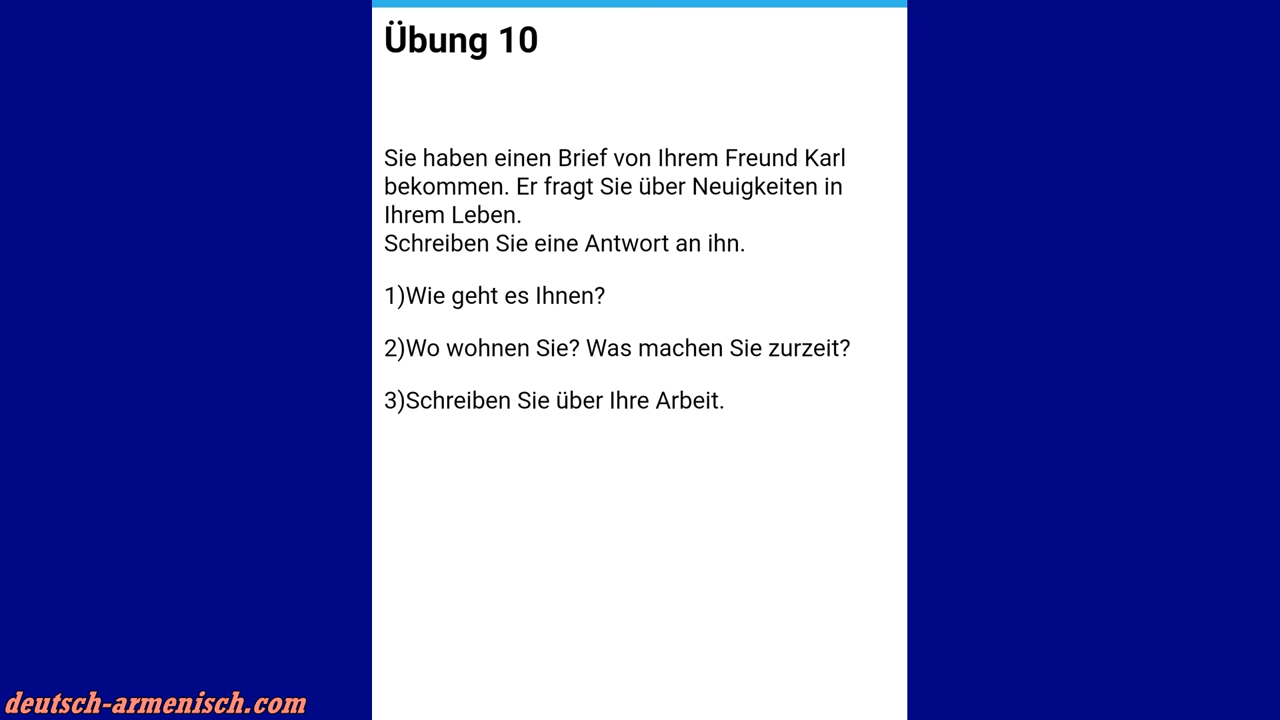 Übung 10
Sie haben einen Brief von Ihrem Freund Karl
bekommen. Er fragt Sie über Neuigkeiten in
Ihrem Leben.
Schreiben Sie eine Antwort an ihn.
1)Wie geht es Ihnen?
2)Wo wohnen Sie? Was machen Sie zurzeit?
3)Schreiben Sie über Ihre Arbeit.
deutsch-armenisch.com